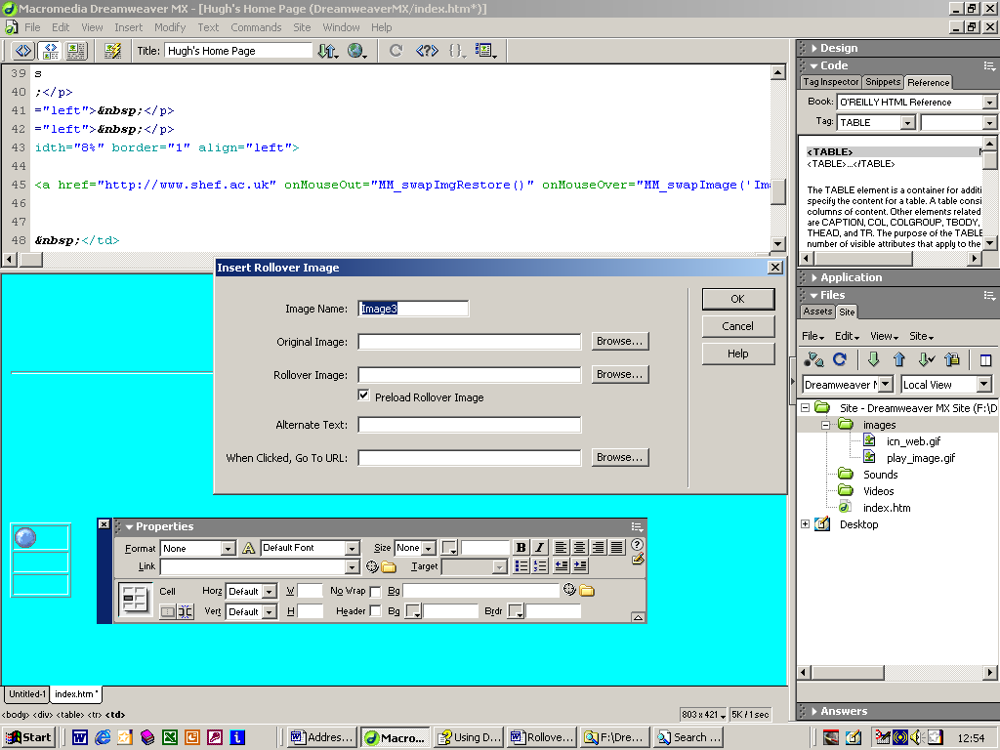 Macromedia Dreamweaver MX - [Hugh's Home Page (DreamweaverMX/index.htm*)]
File Edit View Insert Modify Text Commands Site Window Help
Title: Hugh's Home Page
39 s
40 ;</p>
41 ="left">&nbsp;</p>
42 ="left">&nbsp;</p>
43 idth="8%" border="1" align="left">
44
45 <a href="http://www.shef.ac.uk" onMouseOut="MM_swapImgRestore()" onMouseOver="MM_swapImage('Ima
46
47
48 &nbsp;</td>
Insert Rollover Image
Image Name: Image3
Original Image: Browse...
Rollover Image: Browse...
Preload Rollover Image
Alternate Text:
When Clicked, Go To URL: Browse...
OK
Cancel
Help
Properties
Format None Default Font Size None B I
Link Target
Cell Horz Default W No Wrap Bg
Vert Default H Header Bg Brdr
Untitled-1 index.htm*
<body> <div> <table> <tr> <td> 803 x 421 5K / 1 sec
Design
Code
Tag Inspector Snippets Reference
Book: O'REILLY HTML Reference
Tag: TABLE
<TABLE>
<TABLE>...</TABLE>
The TABLE element is a container for additi
specify the content for a table. A table consi
columns of content. Other elements related
are CAPTION, COL, COLGROUP, TBODY,
THEAD, and TR. The purpose of the TABLE
number of visible attributes that apply to the
Application
Files
Assets Site
File Edit View Site
Dreamweaver Local View
Site - Dreamweaver MX Site (F:\D
images
icn_web.gif
play_image.gif
Sounds
Videos
index.htm
Desktop
Answers
Start Address... Macro... Using D... Rollove... F:\Dre... Search ... 12:54